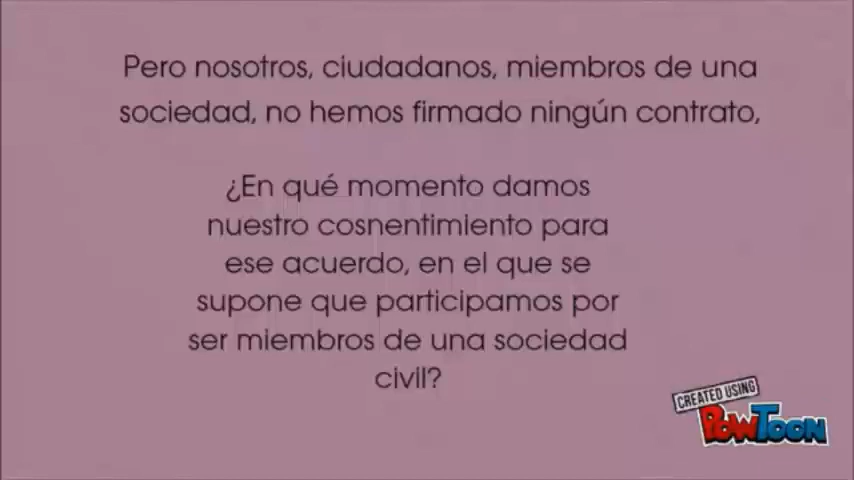 Pero nosotros, ciudadanos, miembros de una
sociedad, no hemos firmado ningún contrato,
¿En qué momento damos
nuestro cosnentimiento para
ese acuerdo, en el que se
supone que participamos por
ser miembros de una sociedad
civil?
CREATED USING
POWTOON